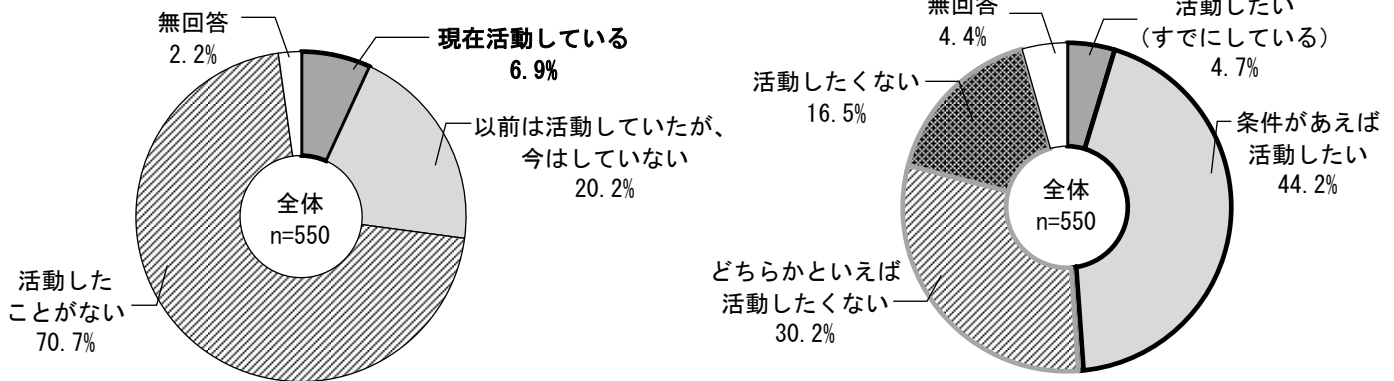 無回答
2.2%
現在活動している
6.9%
以前は活動していたが、
今はしていない
20.2%
全体
n=550
活動した
ことがない
70.7%
無回答
4.4%
活動したい
(すでにしている)
4.7%
活動したくない
16.5%
条件があえば
活動したい
44.2%
全体
n=550
どちらかといえば
活動したくない
30.2%